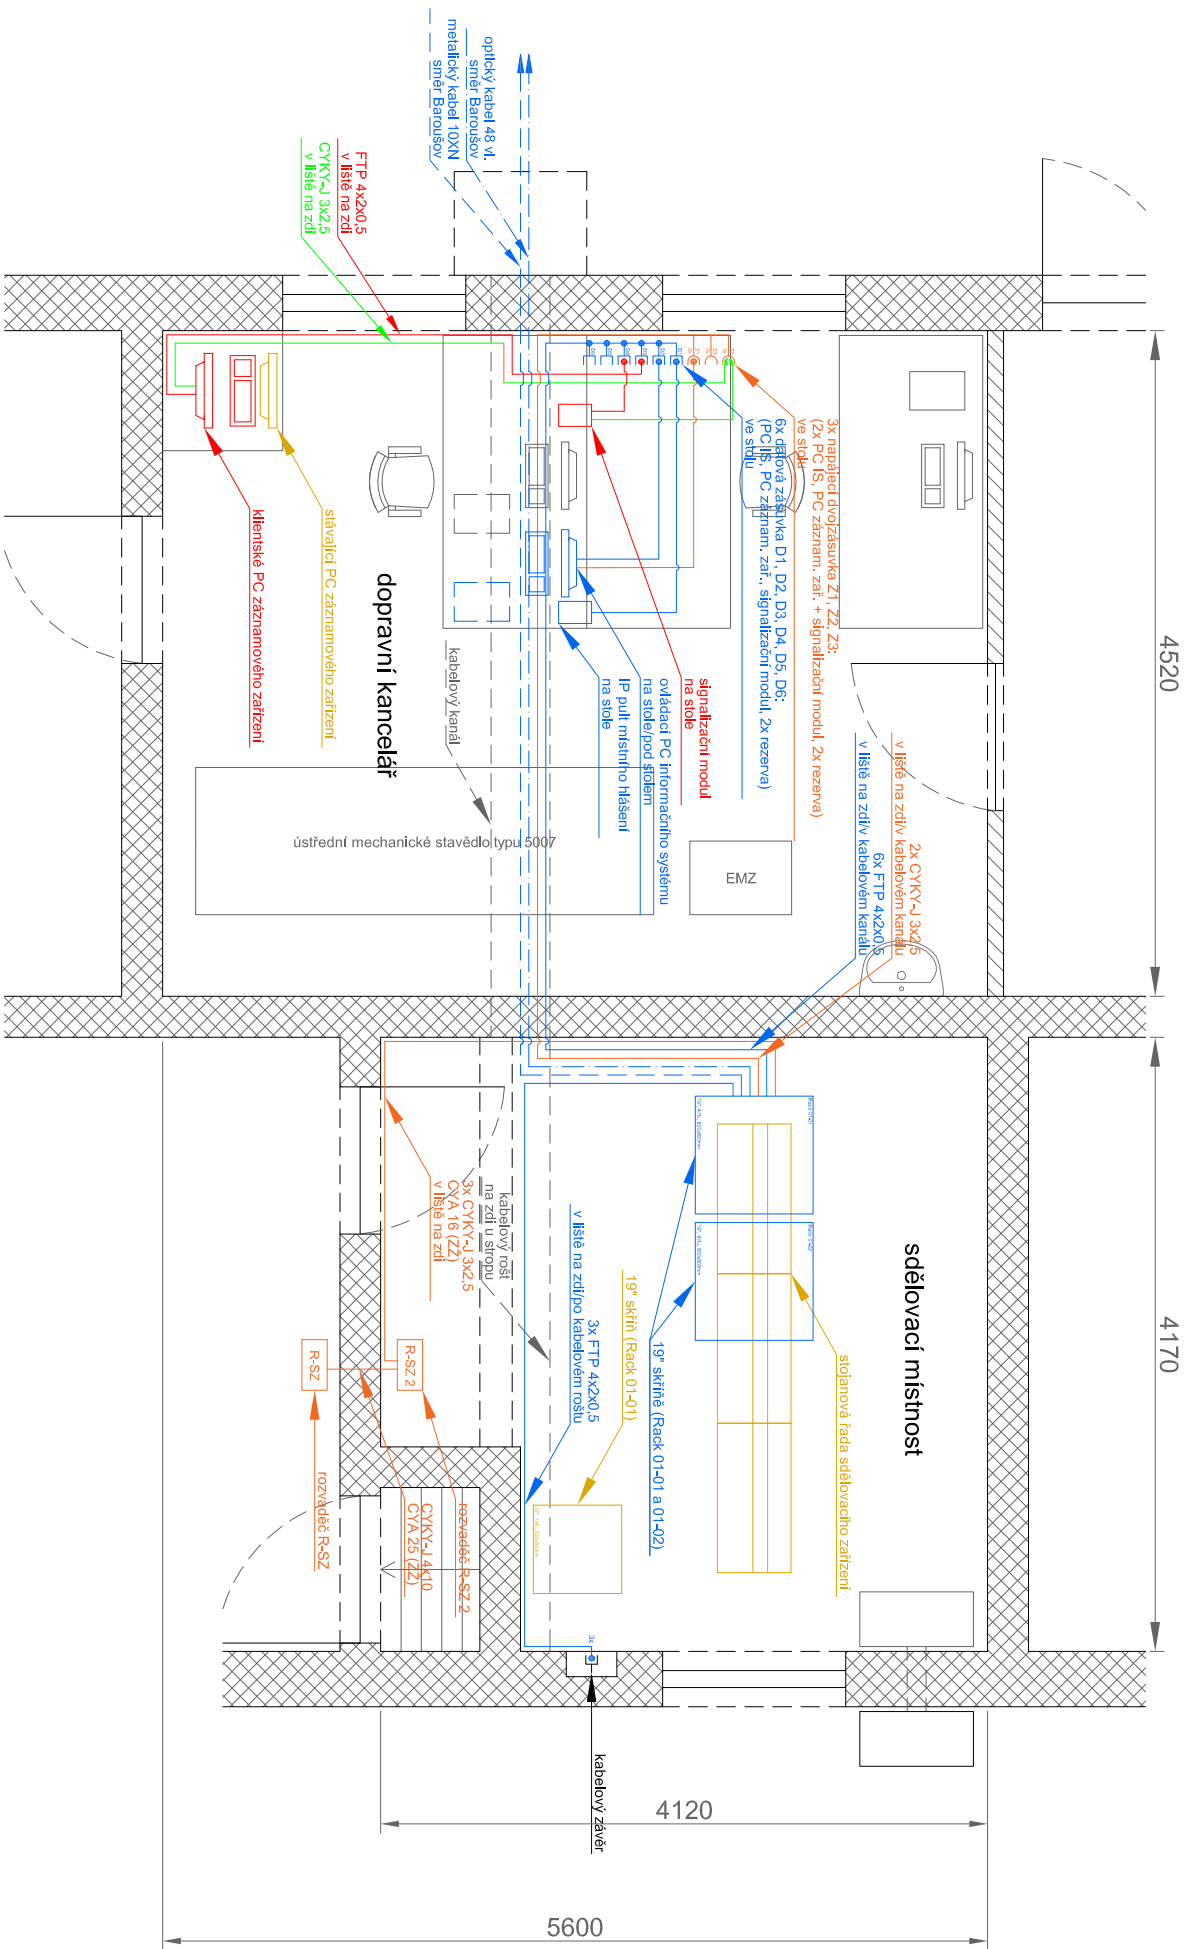 optický kabel 48 vl.
směr Baroušov
metalický kabel 10XN
směr Baroušov
FTP 4x2x0,5
v liště na zdi
CYKY-J 3x2,5
v liště na zdi
4520
4170
3x napájecí dvojzásuvka Z1, Z2, Z3:
(2x PC IS, PC záznam. zař. + signalizační modul, 2x rezerva)
ve stolu
6x datová zásuvka D1, D2, D3, D4, D5, D6:
(PC IS, PC záznam. zař., signalizační modul, 2x rezerva)
ve stolu
signalizační modul
na stole
ovládací PC informačního systému
na stole/pod stolem
IP pult místního hlášení
na stole
kabelový kanál
dopravní kancelář
stávající PC záznamového zařízení
klientské PC záznamového zařízení
ústřední mechanické stavědlo typu 5007
EMZ
2x CYKY-J 3x2,5
v liště na zdi/v kabelovém kanálu
6x FTP 4x2x0,5
v liště na zdi/v kabelovém kanálu
sdělovací místnost
stojanová řada sdělovacího zařízení
19" skříně (Rack 01-01 a 01-02)
19" skříň (Rack 01-01)
3x FTP 4x2x0,5
v liště na zdi/po kabelovém roštu
kabelový rošt
na zdi u stropu
3x CYKY-J 3x2,5
CYA 16 (ZŽ)
v liště na zdi
R-SZ 2
R-SZ
rozvaděč R-SZ 2
CYKY-J 4x10
CYA 25 (ZŽ)
rozvaděč R-SZ
3x
kabelový závěr
4120
5600